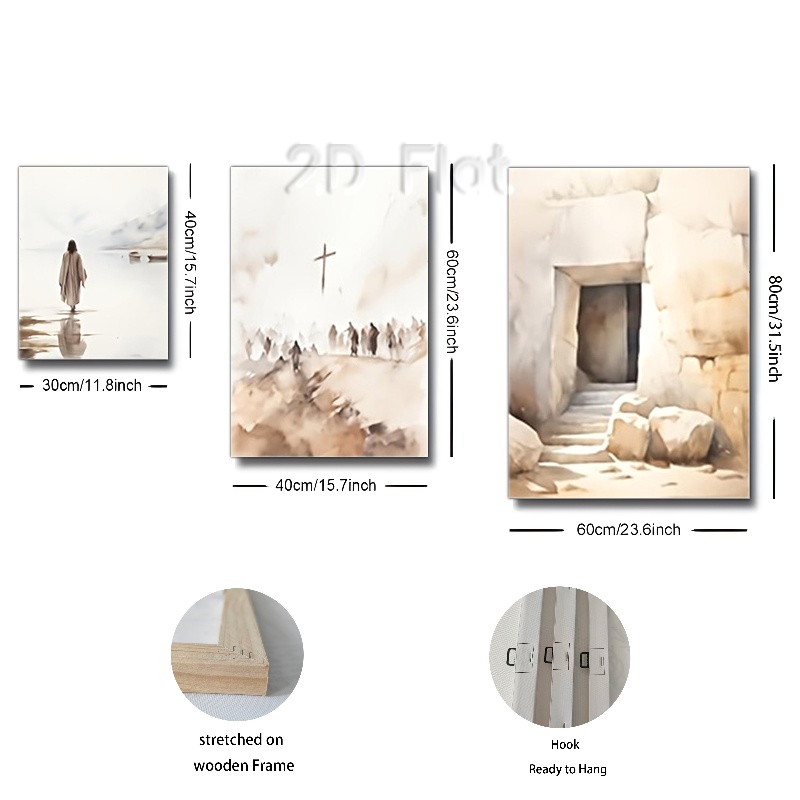 2D Flat
40cm/15.7inch
30cm/11.8inch
60cm/23.6inch
40cm/15.7inch
80cm/31.5inch
60cm/23.6inch
stretched on
wooden Frame
Hook
Ready to Hang